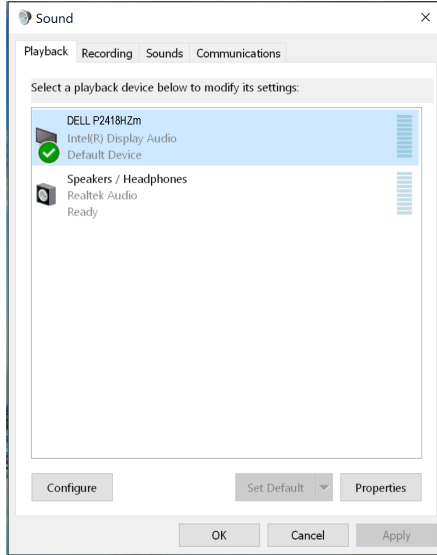 Sound
Playback Recording Sounds Communications
Select a playback device below to modify its settings:
DELL P2418HZm
Intel(R) Display Audio
Default Device
Speakers / Headphones
Realtek Audio
Ready
Configure Set Default Properties
OK Cancel Apply